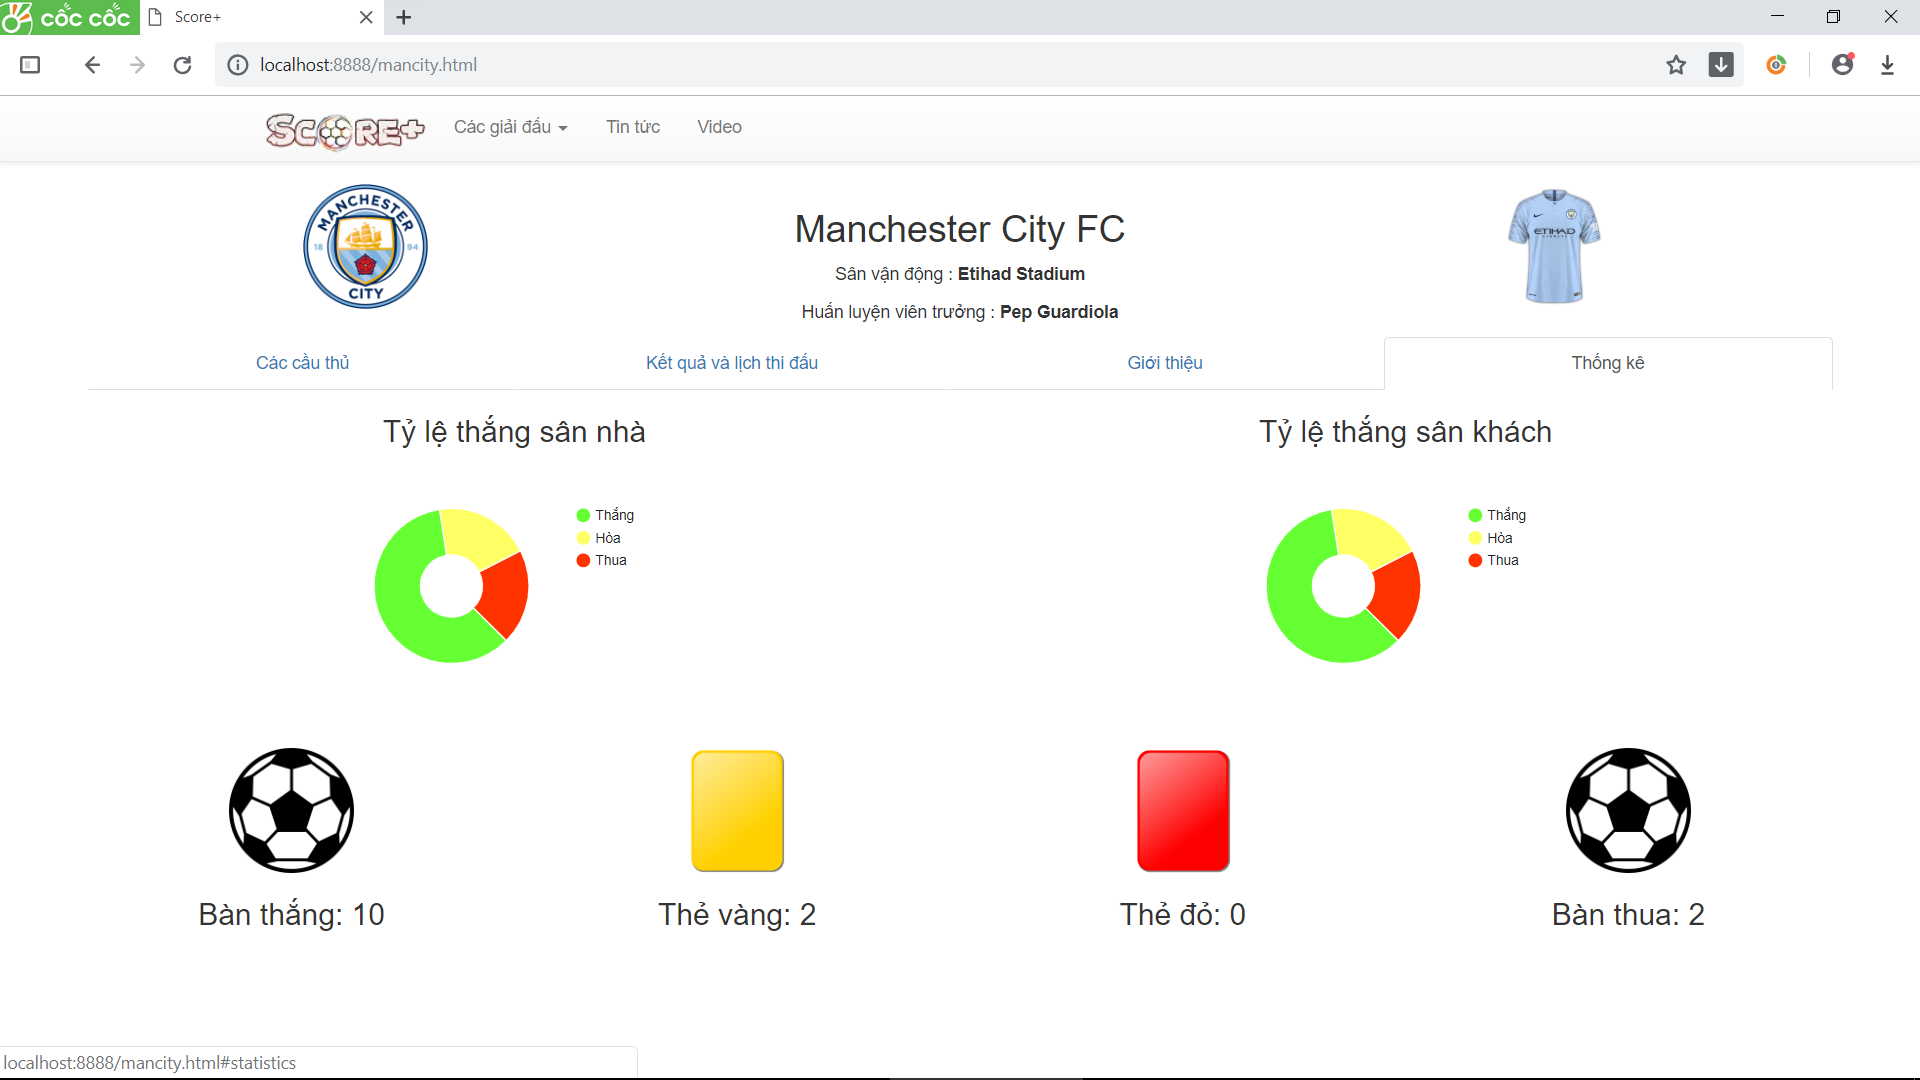 cốc cốc
Score+
localhost:8888/mancity.html
SCORE+
Các giải đấu
Tin tức
Video
MANCHESTER
18 94
CITY
Manchester City FC
Sân vận động : Etihad Stadium
Huấn luyện viên trưởng : Pep Guardiola
ETIHAD
Các cầu thủ
Kết quả và lịch thi đấu
Giới thiệu
Thống kê
Tỷ lệ thắng sân nhà
Tỷ lệ thắng sân khách
Thắng
Hòa
Thua
Thắng
Hòa
Thua
Bàn thắng: 10
Thẻ vàng: 2
Thẻ đỏ: 0
Bàn thua: 2
localhost:8888/mancity.html#statistics